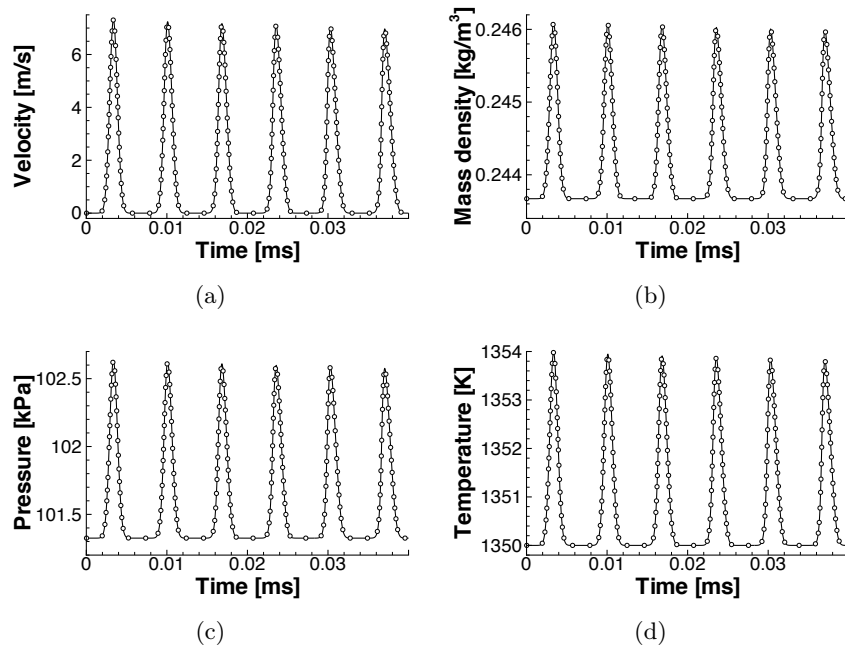 Velocity [m/s]
6
4
2
0
0
0.01
0.02
0.03
Time [ms]
(a)
Mass density [kg/m³]
0.246
0.245
0.244
0
0.01
0.02
0.03
Time [ms]
(b)
Pressure [kPa]
102.5
102
101.5
0
0.01
0.02
0.03
Time [ms]
(c)
Temperature [K]
1354
1353
1352
1351
1350
0
0.01
0.02
0.03
Time [ms]
(d)